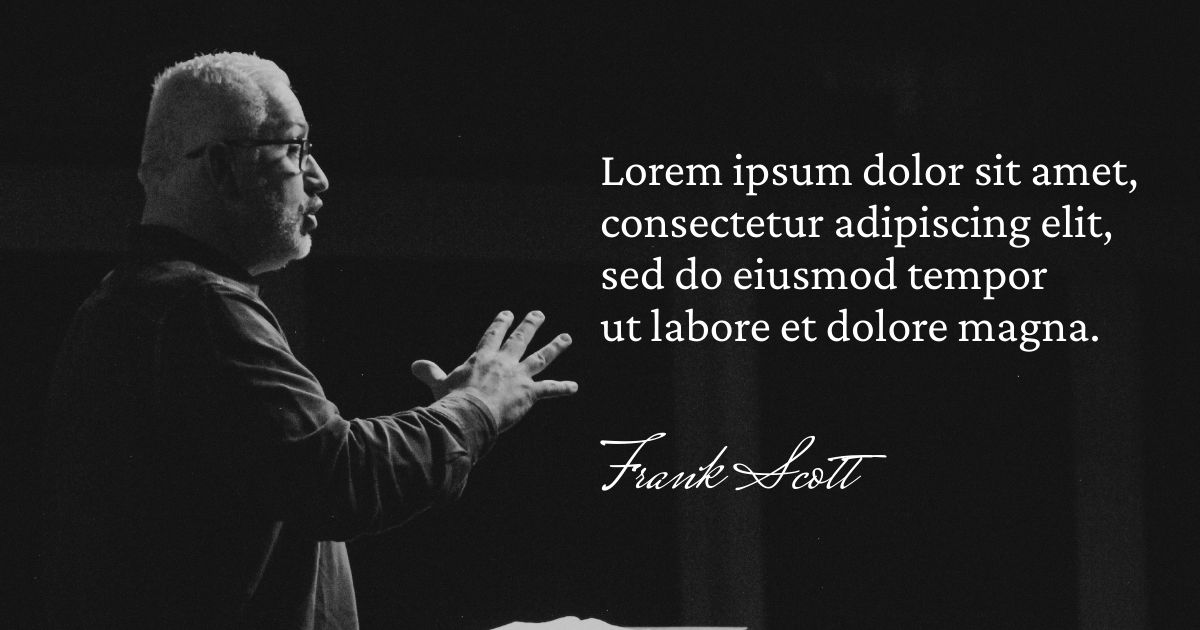 Lorem ipsum dolor sit amet,
consectetur adipiscing elit,
sed do eiusmod tempor
ut labore et dolore magna.
Frank Scott